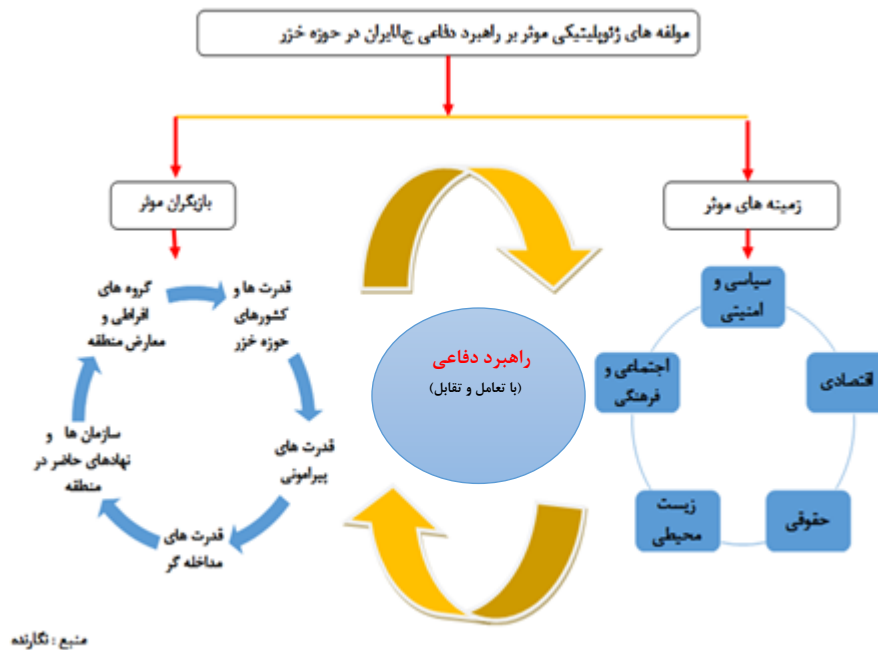 مولفه های ژئوپلیتیکی موثر بر راهبرد دفاعی ج.ا.ایران در حوزه خزر
زمینه های موثر
بازیگران موثر
سیاسی و
امنیتی
اقتصادی
حقوقی
زیست
محیطی
اجتماعی و
فرهنگی
راهبرد دفاعی
(با تعامل و تقابل)
قدرت ها و
کشورهای
حوزه خزر
قدرت های
پیرامونی
قدرت های
مداخله گر
سازمان ها و
نهادهای حاضر در
منطقه
گروه های
افراطی و
معارض منطقه
منبع : نگارنده